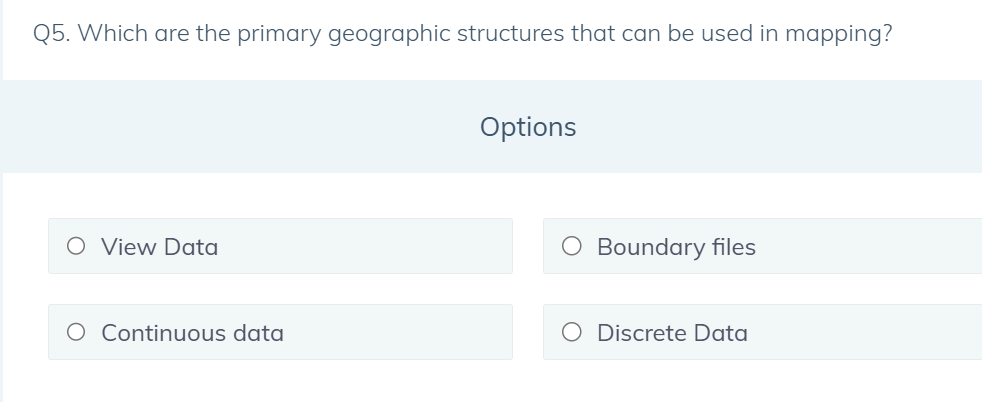 Q5. Which are the primary geographic structures that can be used in mapping?
Options
View Data
Boundary files
Continuous data
Discrete Data